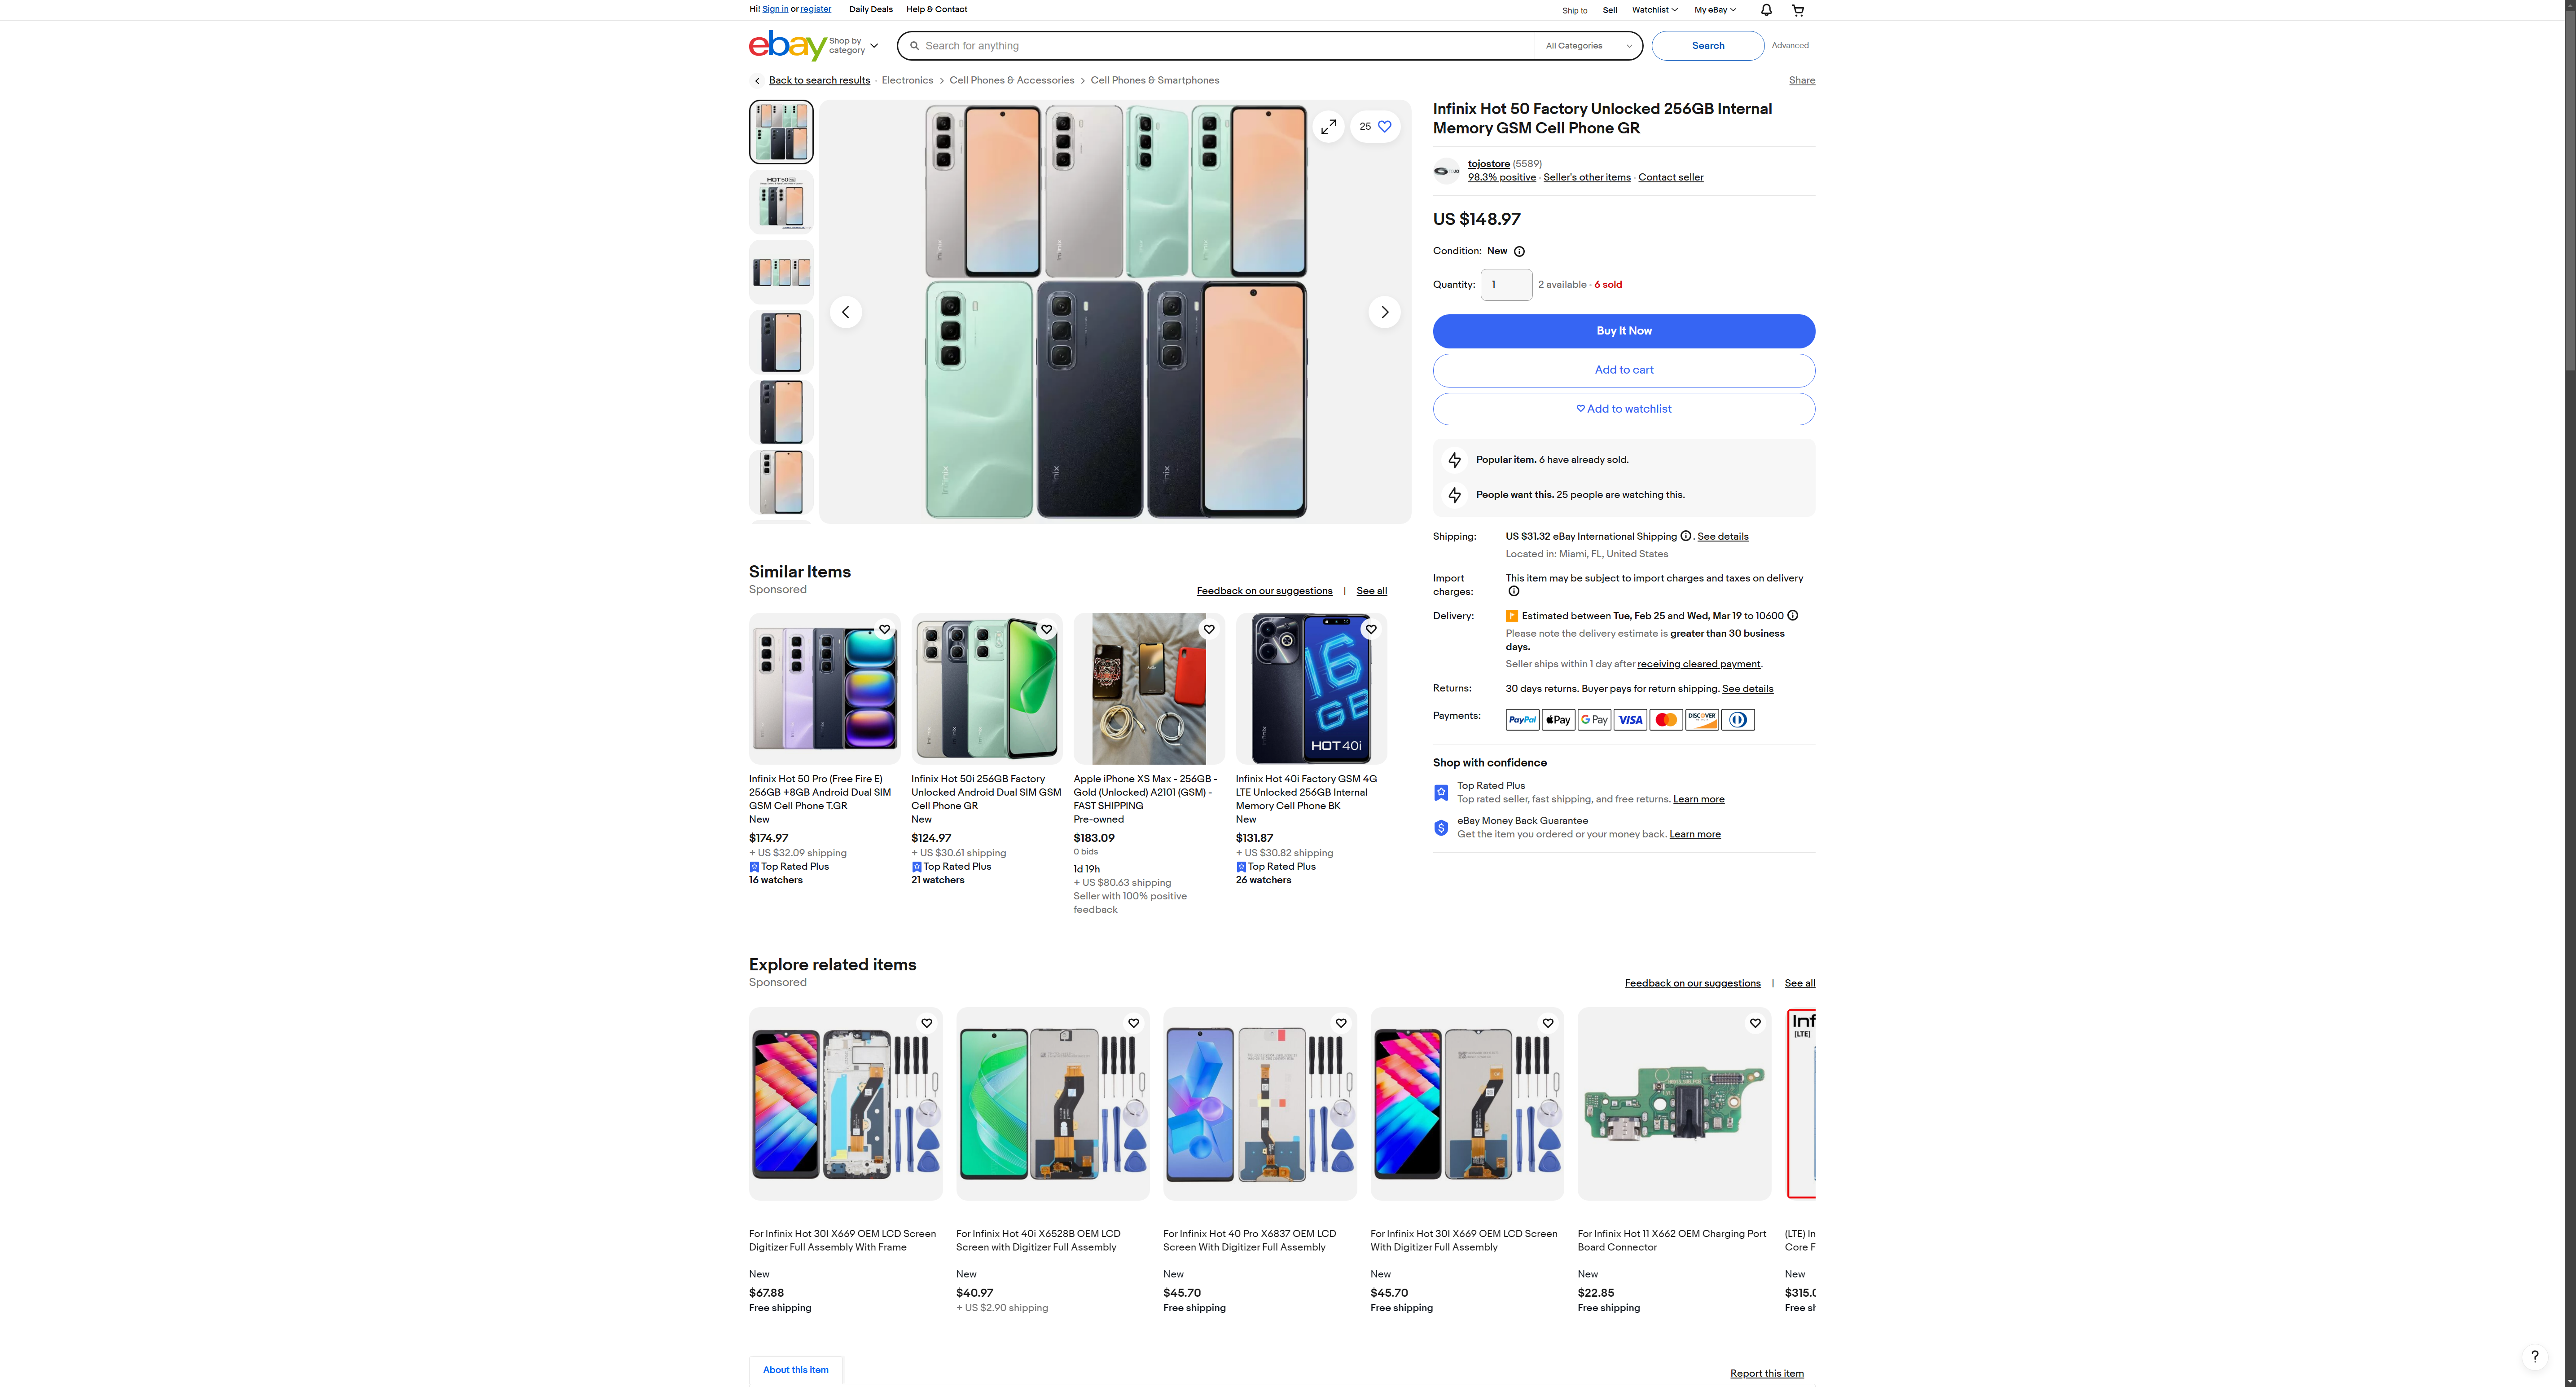 Hi! Sign in or register
Daily Deals
Help & Contact
Ship to
Sell
Watchlist
My eBay
ebay
Shop by
category
Search for anything
All Categories
Search
Advanced
Back to search results
Electronics
Cell Phones & Accessories
Cell Phones & Smartphones
Share
HOT 50
25
Infinix
Infinix
Infinix
Infinix
Infinix
Infinix Hot 50 Factory Unlocked 256GB Internal
Memory GSM Cell Phone GR
tojostore (5589)
98.3% positive · Seller's other items · Contact seller
US $148.97
Condition: New
Quantity: 1 2 available · 6 sold
Buy It Now
Add to cart
Add to watchlist
Popular item. 6 have already sold.
People want this. 25 people are watching this.
Shipping: US $31.32 eBay International Shipping . See details
Located in: Miami, FL, United States
Import
charges:
This item may be subject to import charges and taxes on delivery
Delivery: Estimated between Tue, Feb 25 and Wed, Mar 19 to 10600
Please note the delivery estimate is greater than 30 business
days.
Seller ships within 1 day after receiving cleared payment.
Returns: 30 days returns. Buyer pays for return shipping. See details
Payments: PayPal Pay G Pay VISA DISCOVER
Shop with confidence
Top Rated Plus
Top rated seller, fast shipping, and free returns. Learn more
eBay Money Back Guarantee
Get the item you ordered or your money back. Learn more
Similar Items
Sponsored
Feedback on our suggestions | See all
16
GB
HOT 40i
Infinix Hot 50 Pro (Free Fire E)
256GB +8GB Android Dual SIM
GSM Cell Phone T.GR
New
$174.97
+ US $32.09 shipping
Top Rated Plus
16 watchers
Infinix Hot 50i 256GB Factory
Unlocked Android Dual SIM GSM
Cell Phone GR
New
$124.97
+ US $30.61 shipping
Top Rated Plus
21 watchers
Apple iPhone XS Max - 256GB -
Gold (Unlocked) A2101 (GSM) -
FAST SHIPPING
Pre-owned
$183.09
0 bids
1d 19h
+ US $80.63 shipping
Seller with 100% positive
feedback
Infinix Hot 40i Factory GSM 4G
LTE Unlocked 256GB Internal
Memory Cell Phone BK
New
$131.87
+ US $30.82 shipping
Top Rated Plus
26 watchers
Explore related items
Sponsored
Feedback on our suggestions | See all
Inf
[LTE]
For Infinix Hot 30I X669 OEM LCD Screen
Digitizer Full Assembly With Frame
New
$67.88
Free shipping
For Infinix Hot 40i X6528B OEM LCD
Screen with Digitizer Full Assembly
New
$40.97
+ US $2.90 shipping
For Infinix Hot 40 Pro X6837 OEM LCD
Screen With Digitizer Full Assembly
New
$45.70
Free shipping
For Infinix Hot 30I X669 OEM LCD Screen
With Digitizer Full Assembly
New
$45.70
Free shipping
For Infinix Hot 11 X662 OEM Charging Port
Board Connector
New
$22.85
Free shipping
(LTE) In
Core F
New
$315.0
Free sh
About this item
Report this item
?